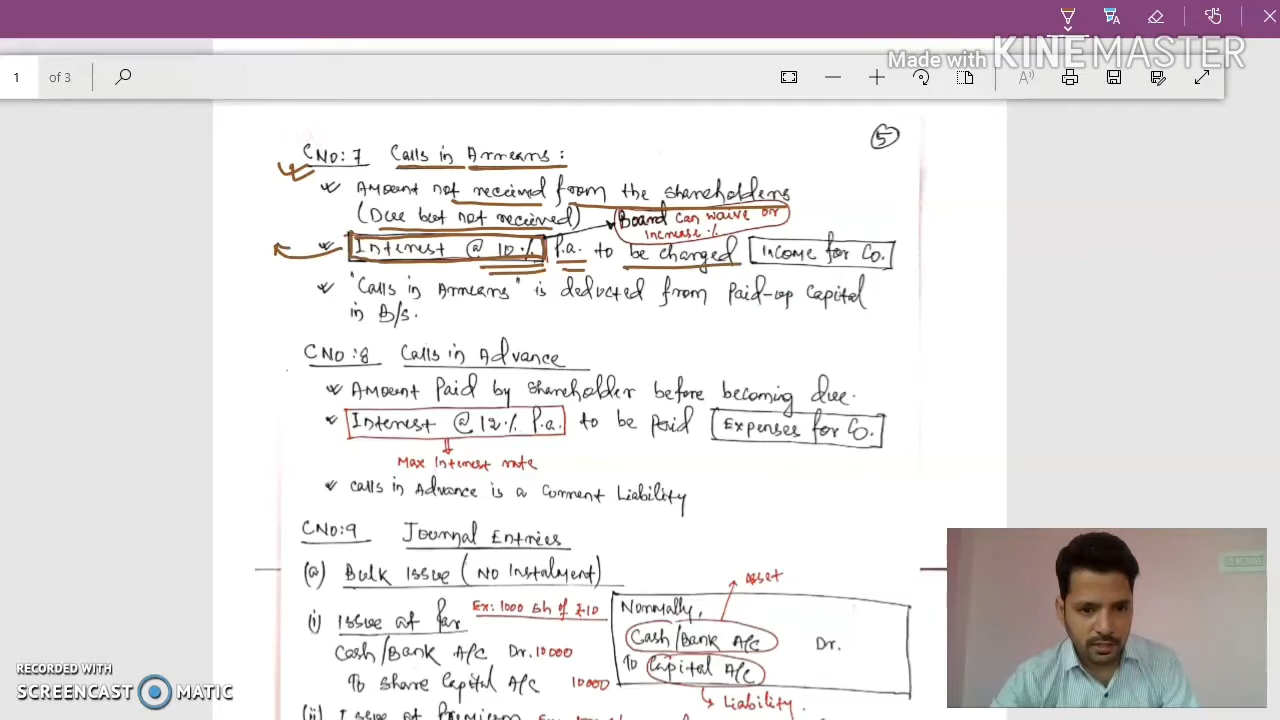 Made with KINEMASTER
1 of 3
A))
5
CNO:7 Calls in Arrears:
Amount not received from the shareholders
(Due but not received) Board can waive or
increase %
Interest @ 10% P.a. to be charged Income for Co.
"Calls in Arrears" is deducted from Paid-up Capital
in B/s.
CNO:8 Calls in Advance
Amount Paid by shareholder before becoming due.
Interest @ 12% P.a. to be Paid Expenses for Co.
Max Interest rate
Calls in Advance is a Current Liability
CNO:9 Journal Entries
(a) Bulk Issue (No Instalment)
Asset
(i) Issue at Par Ex: 1000 sh of ₹10
Normally,
Cash/Bank A/C Dr.
To Capital A/C
Liability.
Cash/Bank A/C Dr. 10000
To Share Capital A/C 10000
(ii) Issue at Premium
RECORDED WITH
SCREENCAST MATIC